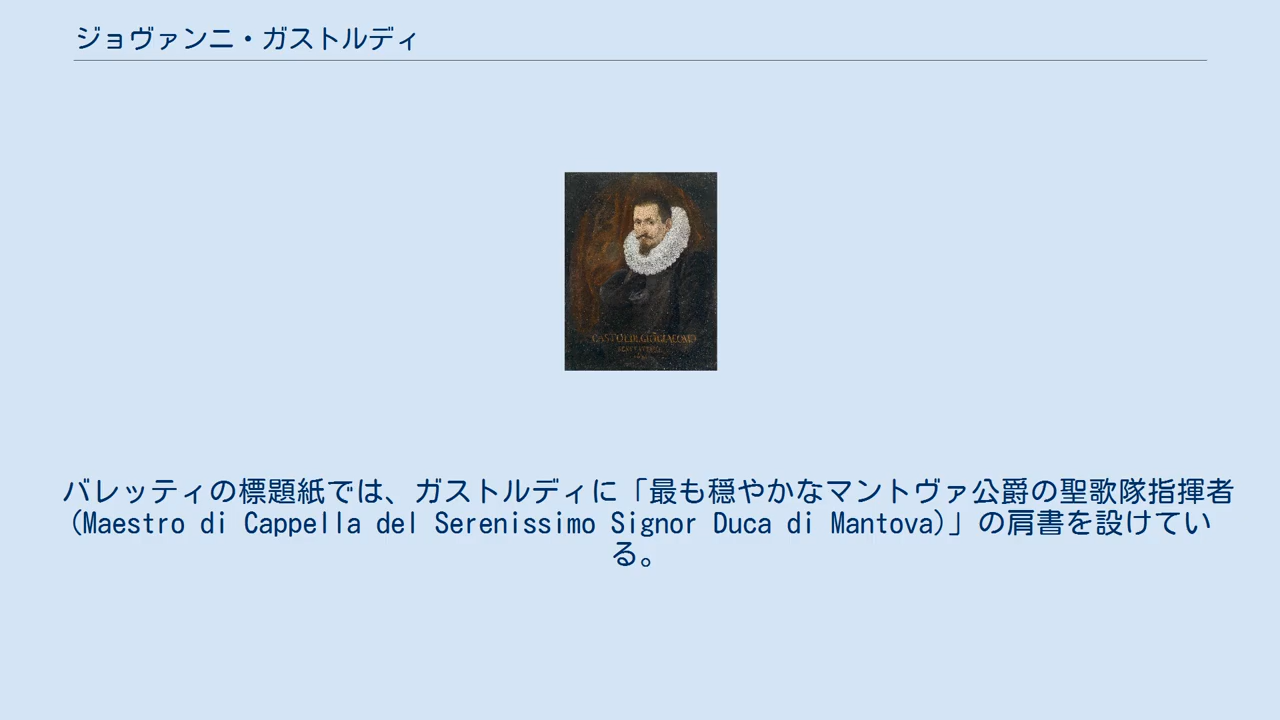 ジョヴァンニ・ガストルディ
バレッティの標題紙では、ガストルディに「最も穏やかなマントヴァ公爵の聖歌隊指揮者
(Maestro di Cappella del Serenissimo Signor Duca di Mantova)」の肩書を設けてい
る。